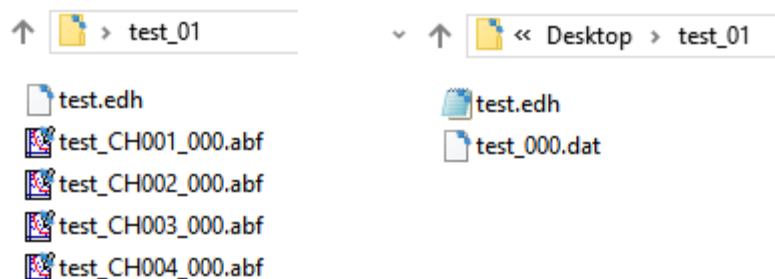 test_01
test.edh
test_CH001_000.abf
test_CH002_000.abf
test_CH003_000.abf
test_CH004_000.abf
« Desktop > test_01
test.edh
test_000.dat